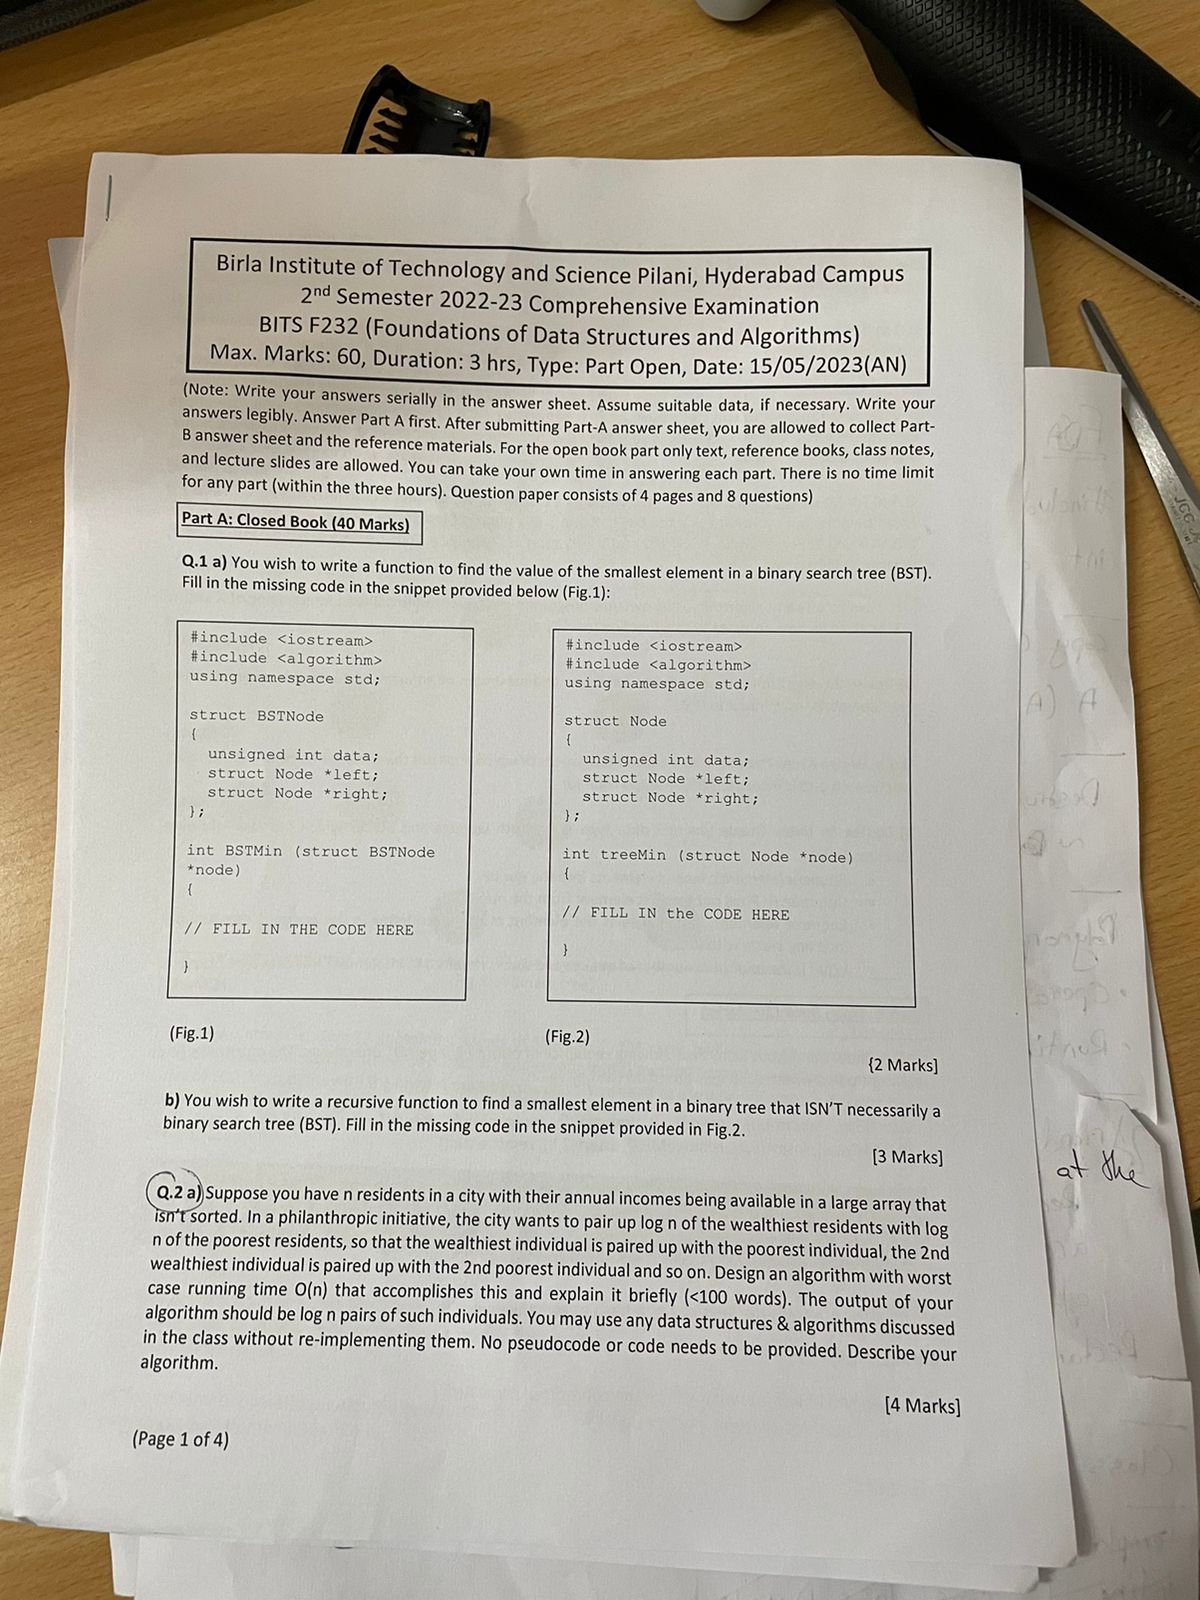 Birla Institute of Technology and Science Pilani, Hyderabad Campus
2nd Semester 2022-23 Comprehensive Examination
BITS F232 (Foundations of Data Structures and Algorithms)
Max. Marks: 60, Duration: 3 hrs, Type: Part Open, Date: 15/05/2023(AN)
(Note: Write your answers serially in the answer sheet. Assume suitable data, if necessary. Write your
answers legibly. Answer Part A first. After submitting Part-A answer sheet, you are allowed to collect Part-
B answer sheet and the reference materials. For the open book part only text, reference books, class notes,
and lecture slides are allowed. You can take your own time in answering each part. There is no time limit
for any part (within the three hours). Question paper consists of 4 pages and 8 questions)
Part A: Closed Book (40 Marks)
Q.1 a) You wish to write a function to find the value of the smallest element in a binary search tree (BST).
Fill in the missing code in the snippet provided below (Fig.1):
#include <iostream>
#include <algorithm>
using namespace std;
struct BSTNode
{
unsigned int data;
struct Node *left;
struct Node *right;
};
int BSTMin (struct BSTNode
*node)
{
// FILL IN THE CODE HERE
}
(Fig.1)
#include <iostream>
#include <algorithm>
using namespace std;
struct Node
{
unsigned int data;
struct Node *left;
struct Node *right;
};
int treeMin (struct Node *node)
{
// FILL IN the CODE HERE
}
(Fig.2)
{2 Marks]
b) You wish to write a recursive function to find a smallest element in a binary tree that ISN'T necessarily a
binary search tree (BST). Fill in the missing code in the snippet provided in Fig.2.
[3 Marks]
Q.2 a) Suppose you have n residents in a city with their annual incomes being available in a large array that
isn't sorted. In a philanthropic initiative, the city wants to pair up log n of the wealthiest residents with log
n of the poorest residents, so that the wealthiest individual is paired up with the poorest individual, the 2nd
wealthiest individual is paired up with the 2nd poorest individual and so on. Design an algorithm with worst
case running time O(n) that accomplishes this and explain it briefly (<100 words). The output of your
algorithm should be log n pairs of such individuals. You may use any data structures & algorithms discussed
in the class without re-implementing them. No pseudocode or code needs to be provided. Describe your
algorithm.
[4 Marks]
(Page 1 of 4)
at the